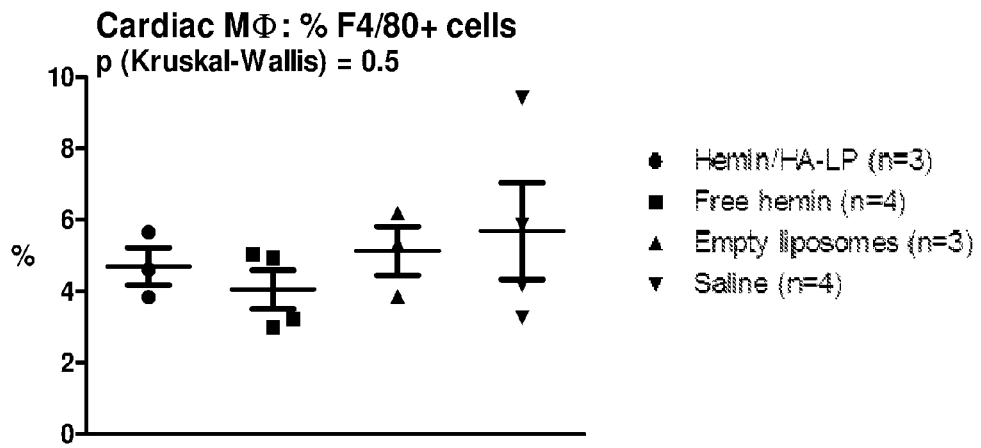 Cardiac MΦ: % F4/80+ cells
p (Kruskal-Wallis) = 0.5
10
8
6
4
2
0
%
Hemin/HA-LP (n=3)
Free hemin (n=4)
Empty liposomes (n=3)
Saline (n=4)